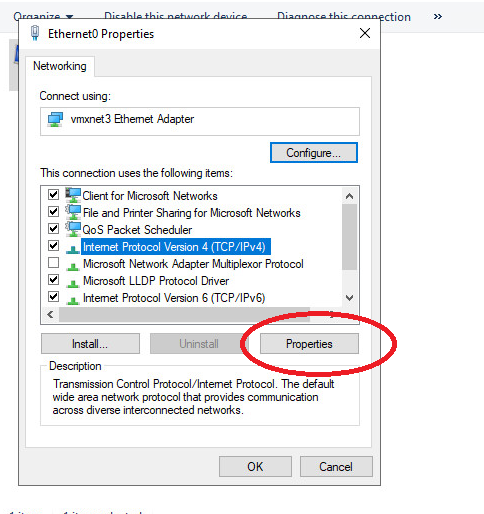 Organize Disable this network device Diagnose this connection »
Ethernet0 Properties
Networking
Connect using:
vmxnet3 Ethernet Adapter
Configure...
This connection uses the following items:
Client for Microsoft Networks
File and Printer Sharing for Microsoft Networks
QoS Packet Scheduler
Internet Protocol Version 4 (TCP/IPv4)
Microsoft Network Adapter Multiplexor Protocol
Microsoft LLDP Protocol Driver
Internet Protocol Version 6 (TCP/IPv6)
Install... Uninstall Properties
Description
Transmission Control Protocol/Internet Protocol. The default
wide area network protocol that provides communication
across diverse interconnected networks.
OK Cancel